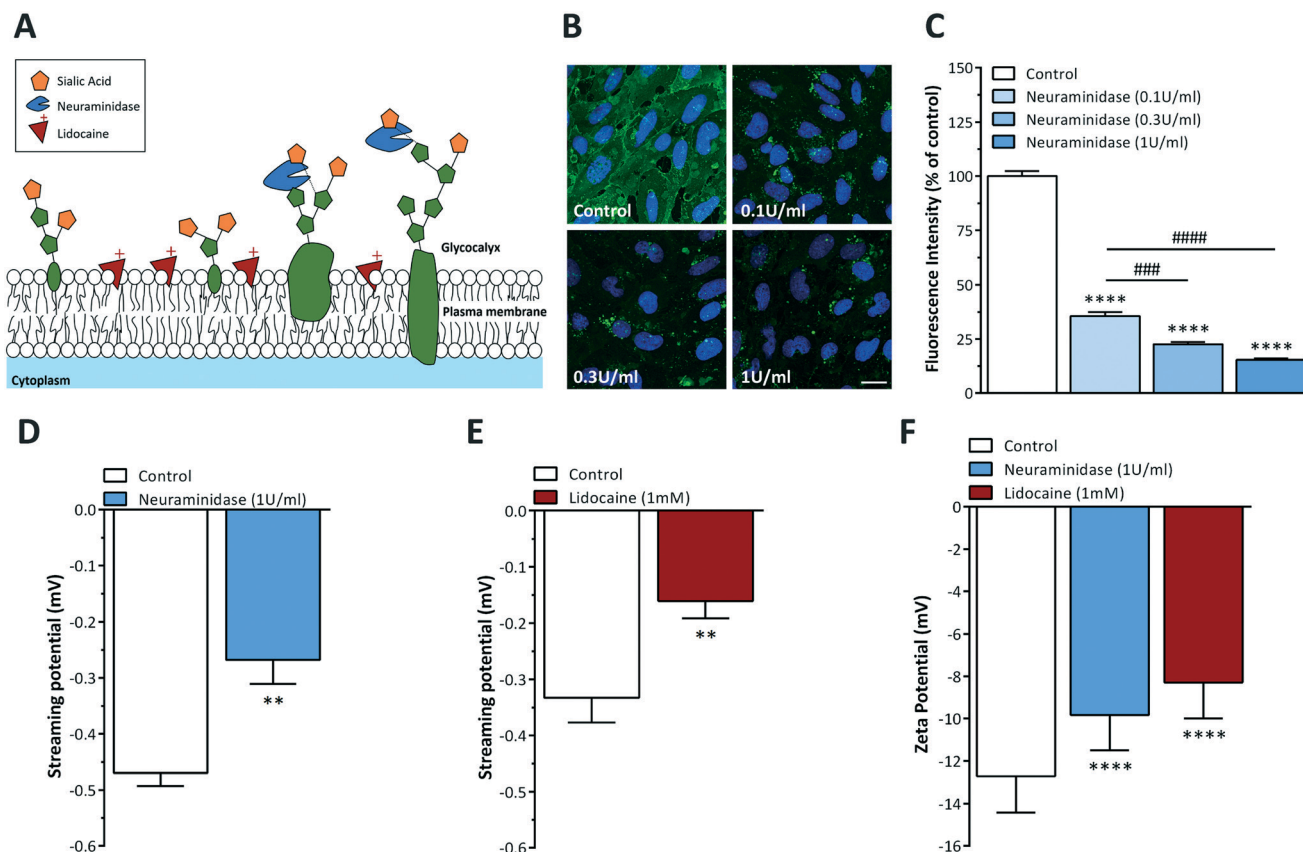 A
Sialic Acid
Neuraminidase
+
Lidocaine
+
+
+
+
Glycocalyx
Plasma membrane
Cytoplasm
B
Control
0.1U/ml
0.3U/ml
1U/ml
C
Control
Neuraminidase (0.1U/ml)
Neuraminidase (0.3U/ml)
Neuraminidase (1U/ml)
Fluorescence Intensity (% of control)
150
125
100
75
50
25
0
####
###
****
****
****
D
Control
Neuraminidase (1U/ml)
Streaming potential (mV)
0.0
-0.1
-0.2
-0.3
-0.4
-0.5
-0.6
**
E
Control
Lidocaine (1mM)
Streaming potential (mV)
0.0
-0.1
-0.2
-0.3
-0.4
-0.5
-0.6
**
F
Control
Neuraminidase (1U/ml)
Lidocaine (1mM)
Zeta Potential (mV)
0
-2
-4
-6
-8
-10
-12
-14
-16
****
****